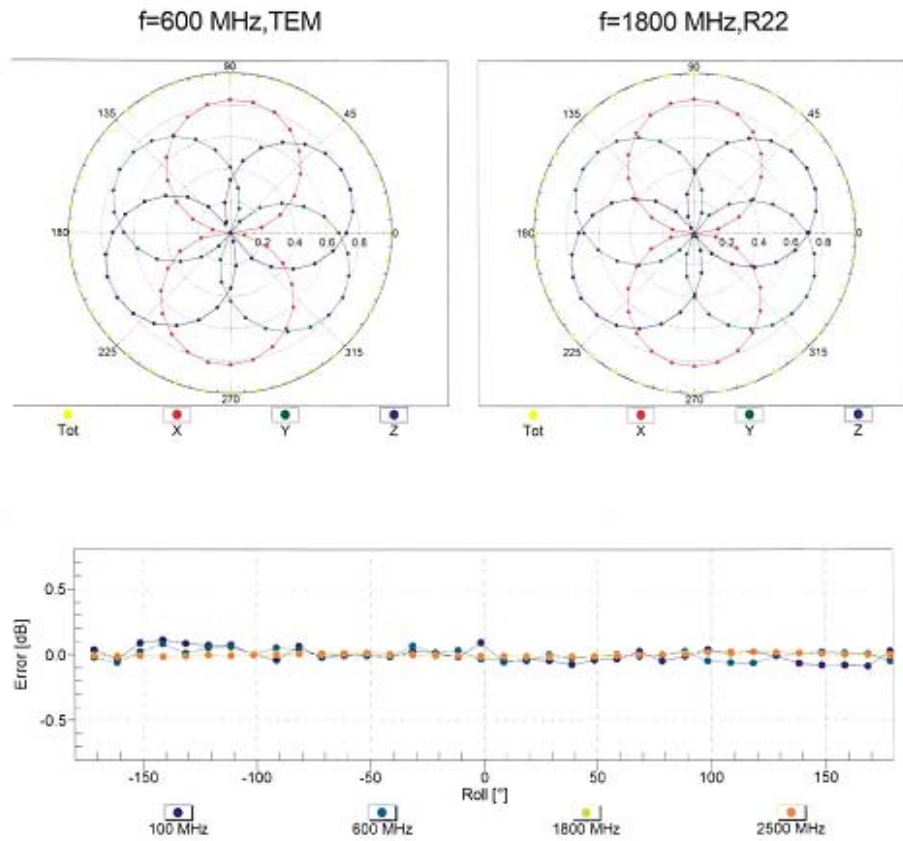 f=600 MHz,TEM
f=1800 MHz,R22
90
135
45
180
0.2 0.4 0.6 0.8
0
225
315
270
Tot X Y Z
90
135
45
180
0.2 0.4 0.6 0.8
0
225
315
270
Tot X Y Z
Error [dB]
0.5
0.0
-0.5
-150 -100 -50 0 50 100 150
Roll [°]
100 MHz 600 MHz 1800 MHz 2500 MHz